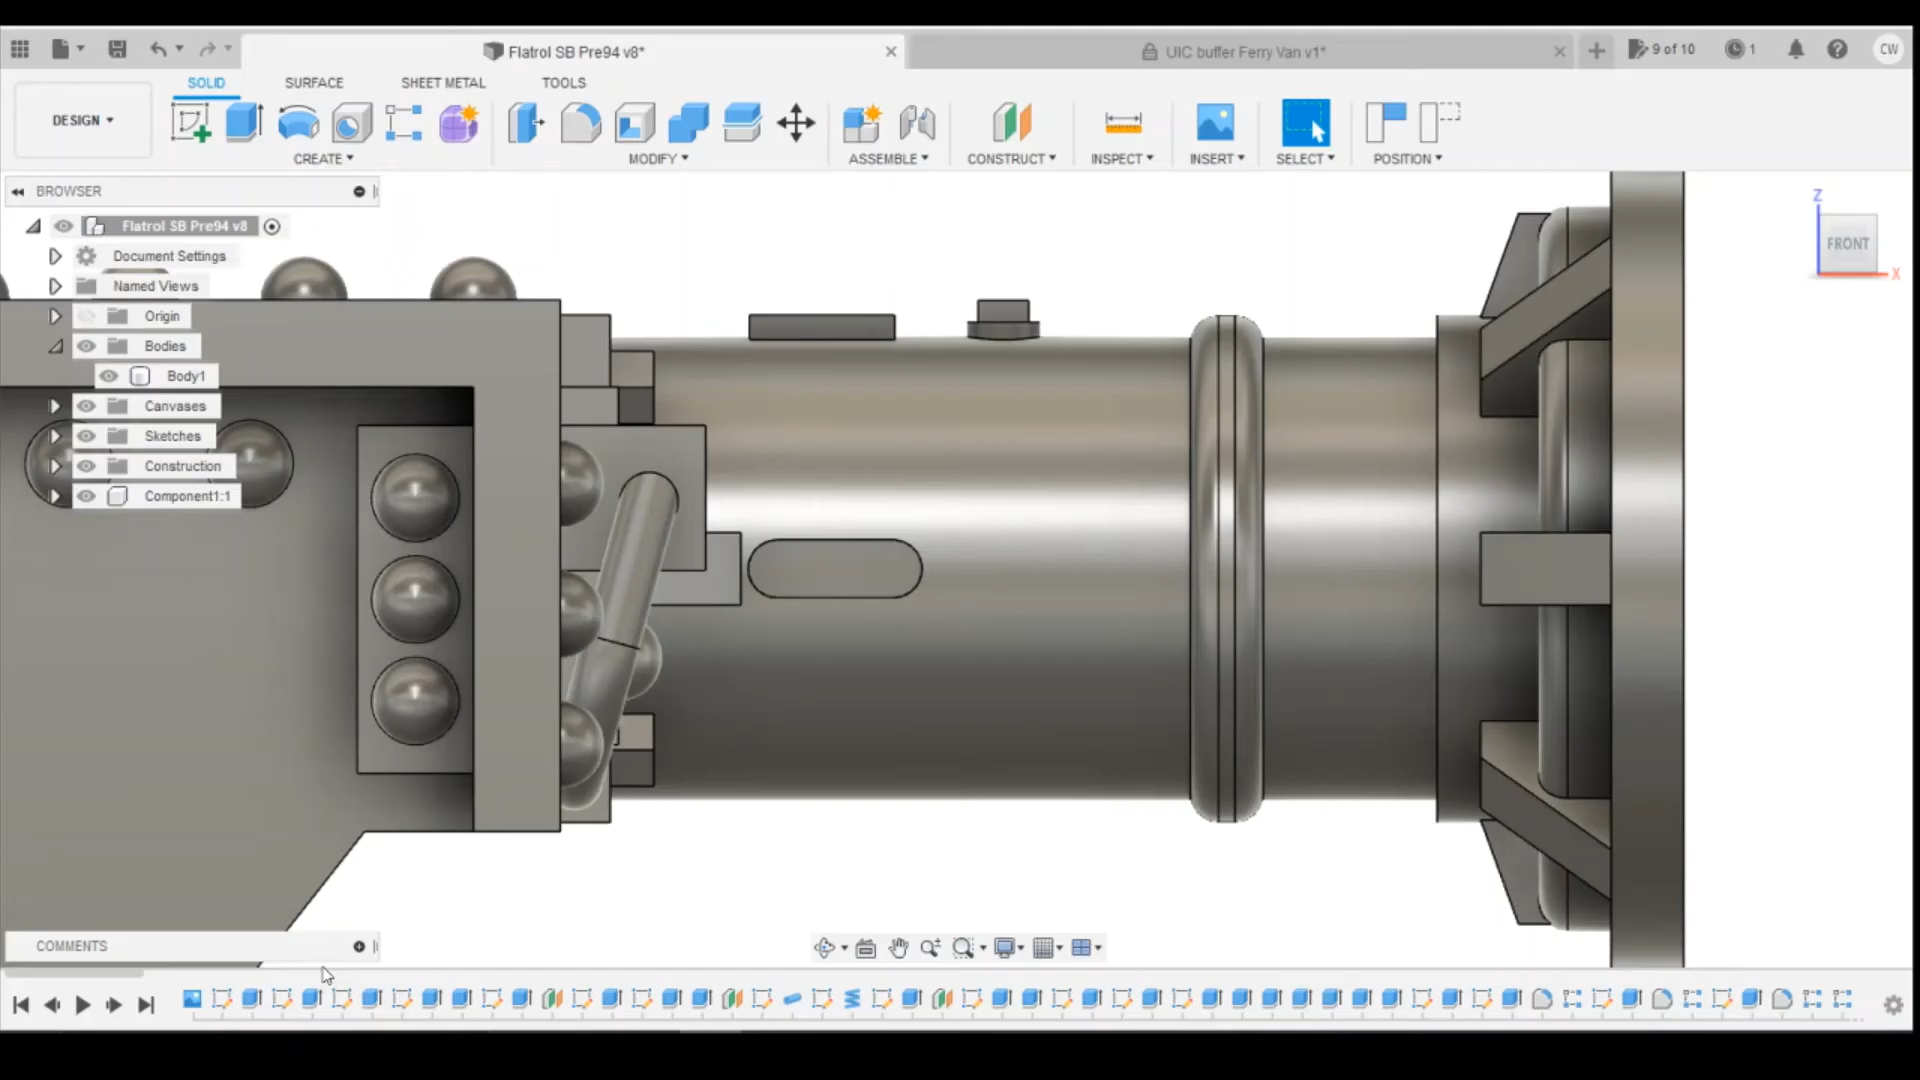 Flatrol SB Pre94 v8*
UIC buffer Ferry Van v1*
9 of 10
1
CW
DESIGN
SOLID
SURFACE
SHEET METAL
TOOLS
CREATE
MODIFY
ASSEMBLE
CONSTRUCT
INSPECT
INSERT
SELECT
POSITION
BROWSER
Flatrol SB Pre94 v8
Document Settings
Named Views
Origin
Bodies
Body1
Canvases
Sketches
Construction
Component1:1
Z
FRONT
X
COMMENTS